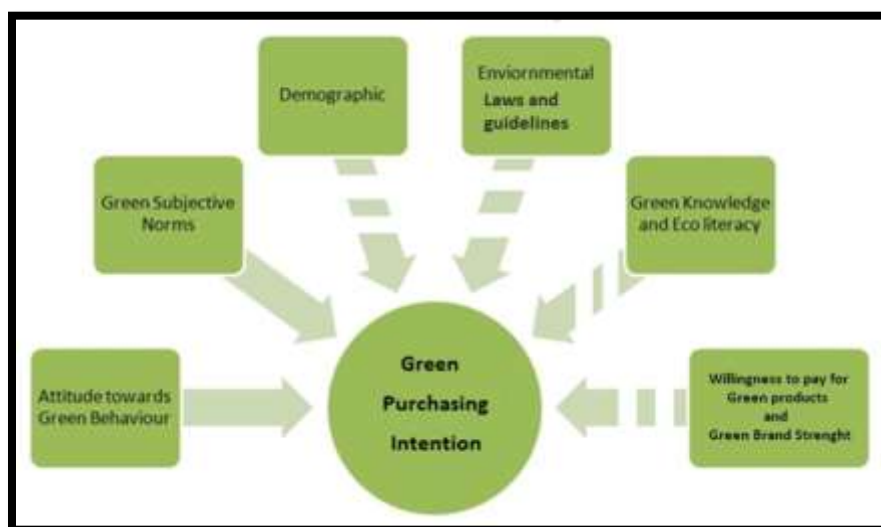 Demographic
Enviornmental
Laws and
guidelines
Green Subjective
Norms
Green Knowledge
and Eco literacy
Attitude towards
Green Behaviour
Green
Purchasing
Intention
Willingness to pay for
Green products
and
Green Brand Strenght